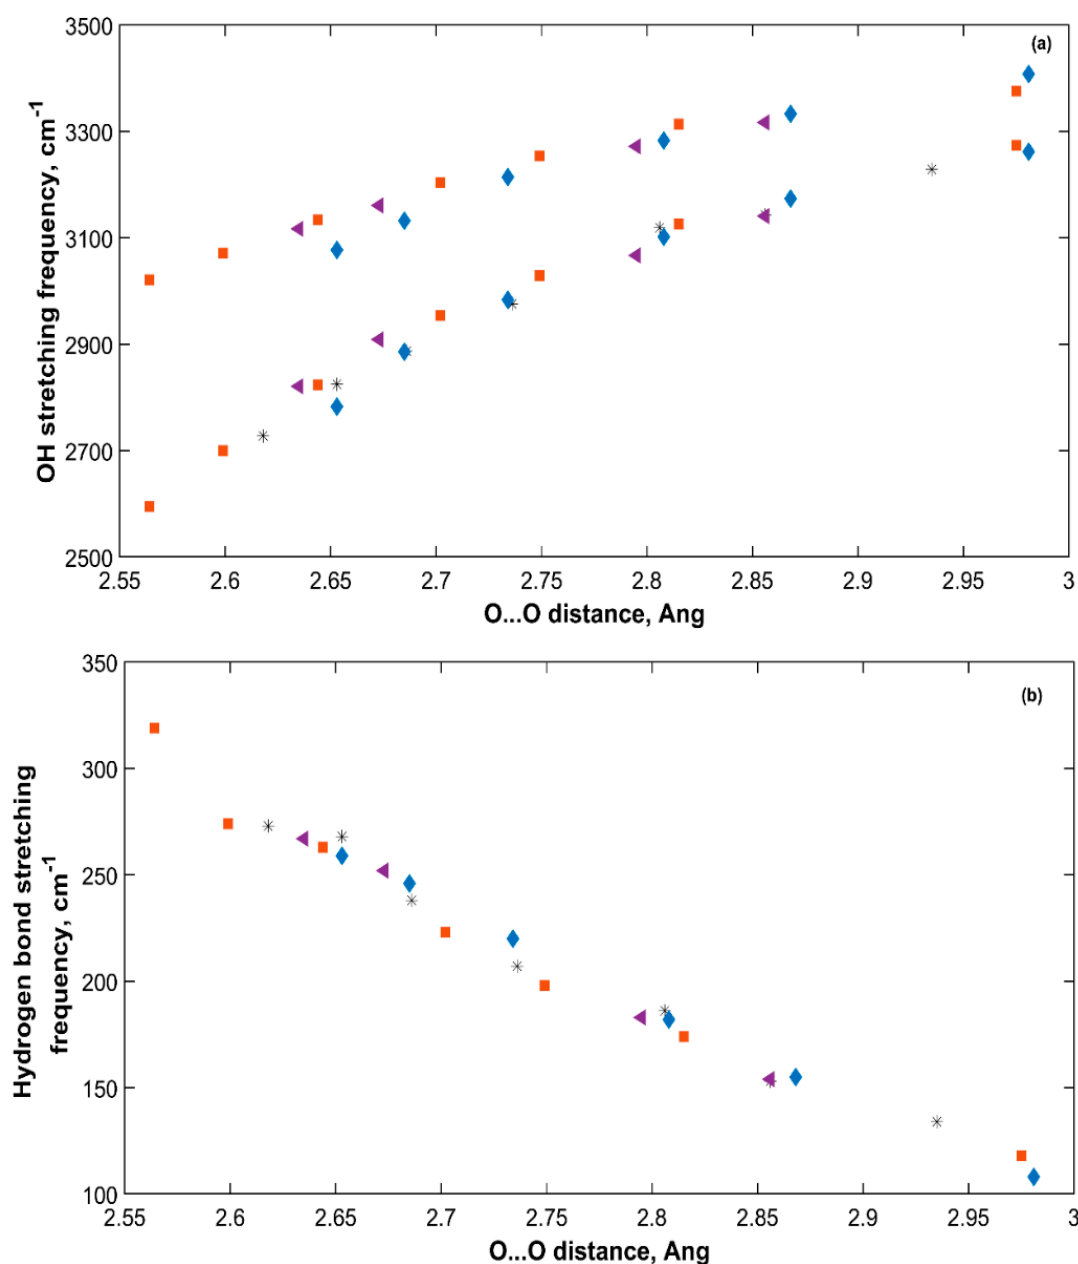 (a)
OH stretching frequency, cm-1
3500
3300
3100
2900
2700
2500
2.55 2.6 2.65 2.7 2.75 2.8 2.85 2.9 2.95 3
O...O distance, Ang
(b)
Hydrogen bond stretching
frequency, cm-1
350
300
250
200
150
100
2.55 2.6 2.65 2.7 2.75 2.8 2.85 2.9 2.95 3
O...O distance, Ang